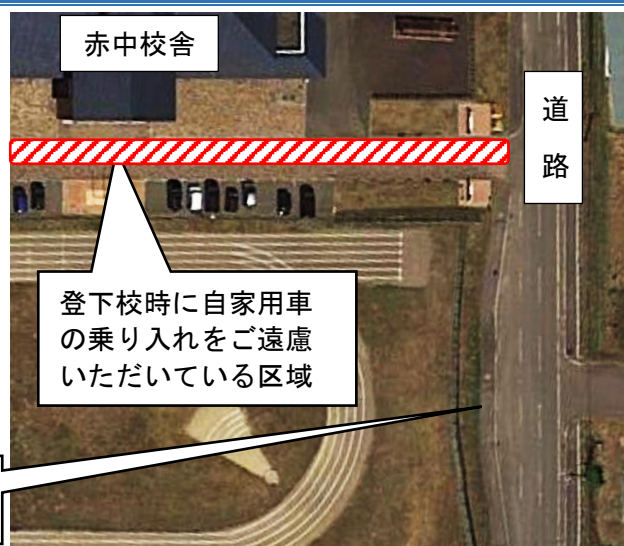 赤中校舎
道
路
登下校時に自家用車
の乗り入れをご遠慮
いただいている区域